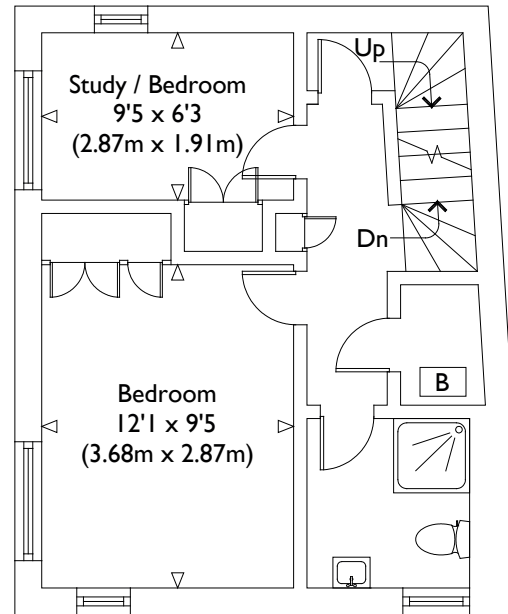 Up
Study / Bedroom
9'5 x 6'3
(2.87m x 1.91m)
Dn
B
Bedroom
12'1 x 9'5
(3.68m x 2.87m)